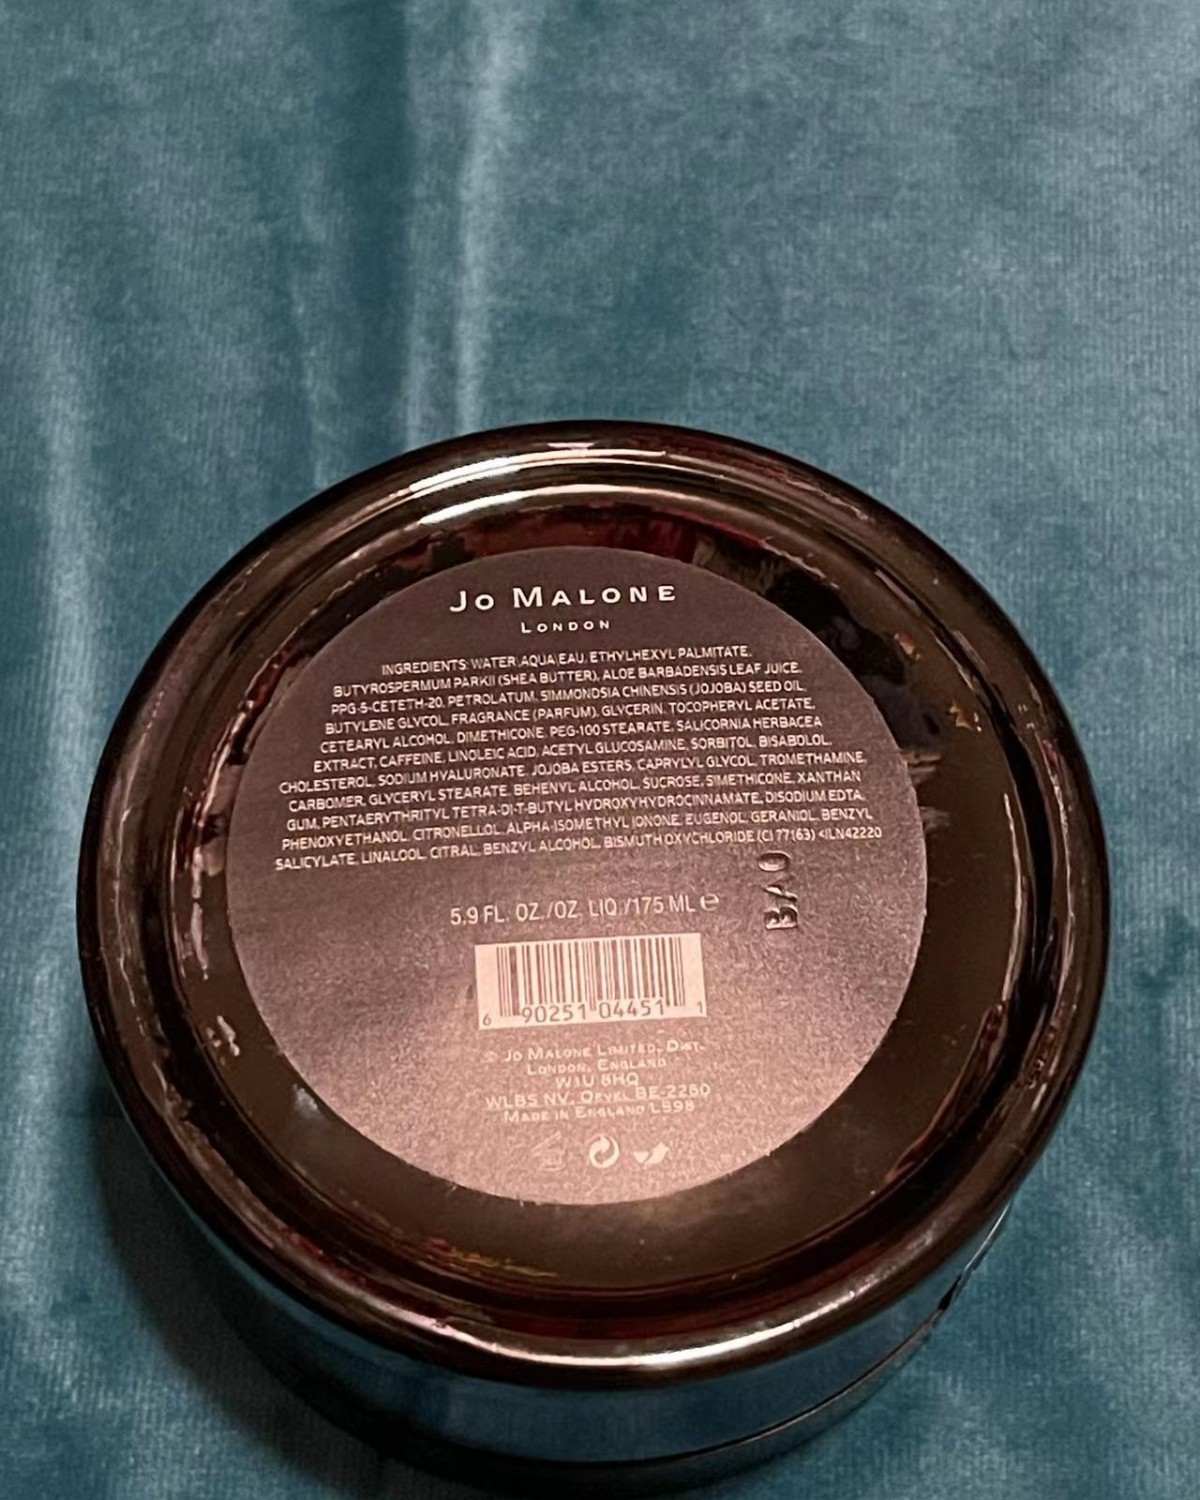 JO MALONE
LONDON
INGREDIENTS: WATER\AQUA\EAU, ETHYLHEXYL PALMITATE,
BUTYROSPERMUM PARKII (SHEA BUTTER), ALOE BARBADENSIS LEAF JUICE,
PPG-5-CETETH-20, PETROLATUM, SIMMONDSIA CHINENSIS (JOJOBA) SEED OIL,
BUTYLENE GLYCOL, FRAGRANCE (PARFUM), GLYCERIN, TOCOPHERYL ACETATE,
CETEARYL ALCOHOL, DIMETHICONE, PEG-100 STEARATE, SALICORNIA HERBACEA
EXTRACT, CAFFEINE, LINOLEIC ACID, ACETYL GLUCOSAMINE, SORBITOL, BISABOLOL,
CHOLESTEROL, SODIUM HYALURONATE, JOJOBA ESTERS, CAPRYLYL GLYCOL, TROMETHAMINE,
CARBOMER, GLYCERYL STEARATE, BEHENYL ALCOHOL, SUCROSE, SIMETHICONE, XANTHAN
GUM, PENTAERYTHRITYL TETRA-DI-T-BUTYL HYDROXYHYDROCINNAMATE, DISODIUM EDTA,
PHENOXYETHANOL, CITRONELLOL, ALPHA-ISOMETHYL IONONE, EUGENOL, GERANIOL, BENZYL
SALICYLATE, LINALOOL, CITRAL, BENZYL ALCOHOL, BISMUTH OXYCHLORIDE (CI 77163) <ILN42220
BA0
5.9 FL. OZ./OZ. LIQ./175 ML ℮
6 90251 04451 1
© JO MALONE LIMITED, DIST.
LONDON, ENGLAND
W1U 8HQ
WLBS NV, OEVEL BE-2260
MADE IN ENGLAND L598